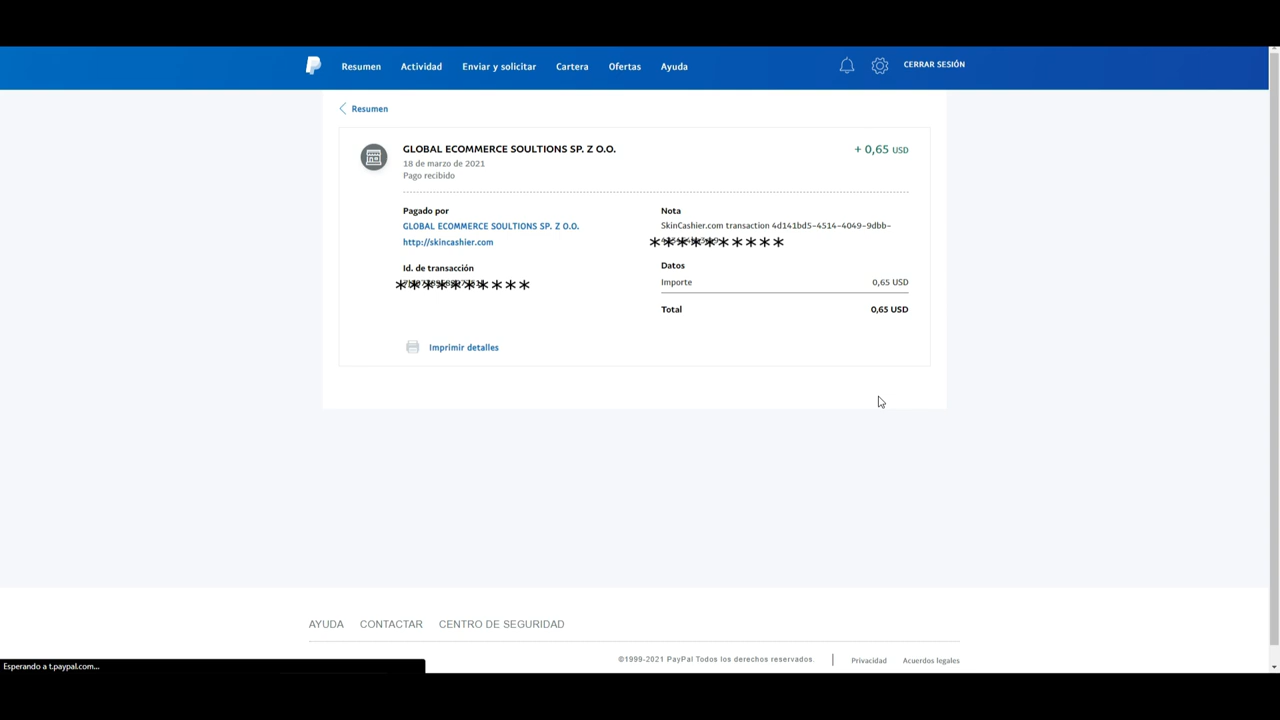 Resumen Actividad Enviar y solicitar Cartera Ofertas Ayuda CERRAR SESIÓN
Resumen
GLOBAL ECOMMERCE SOULTIONS SP. Z O.O. + 0,65 USD
18 de marzo de 2021
Pago recibido
Pagado por
GLOBAL ECOMMERCE SOULTIONS SP. Z O.O.
http://skincashier.com
Id. de transacción
**********
Nota
SkinCashier.com transaction 4d141bd5-4514-4049-9dbb-
**********
Datos
Importe 0,65 USD
Total 0,65 USD
Imprimir detalles
AYUDA CONTACTAR CENTRO DE SEGURIDAD
©1999-2021 PayPal Todos los derechos reservados. | Privacidad Acuerdos legales
Esperando a t.paypal.com...